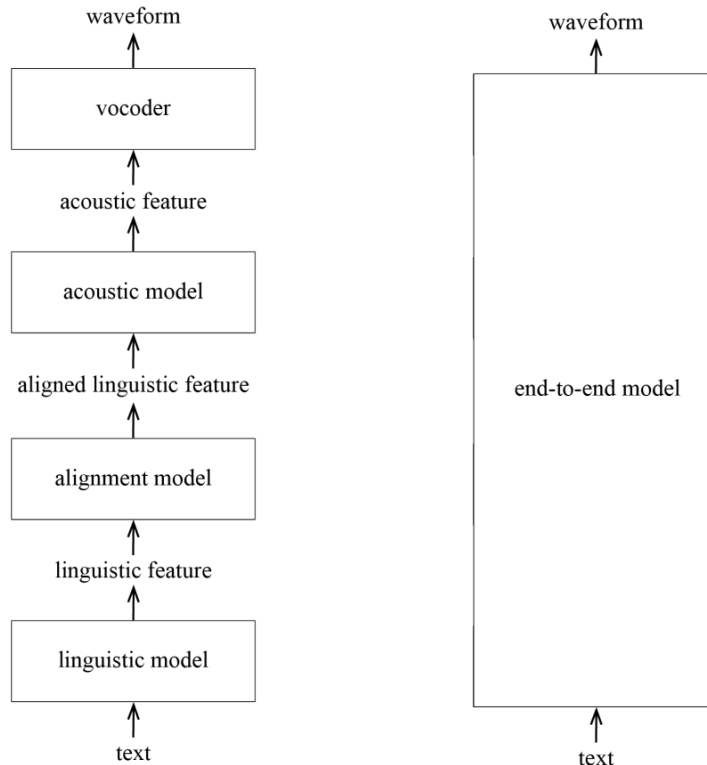 waveform
vocoder
acoustic feature
acoustic model
aligned linguistic feature
alignment model
linguistic feature
linguistic model
text
waveform
end-to-end model
text